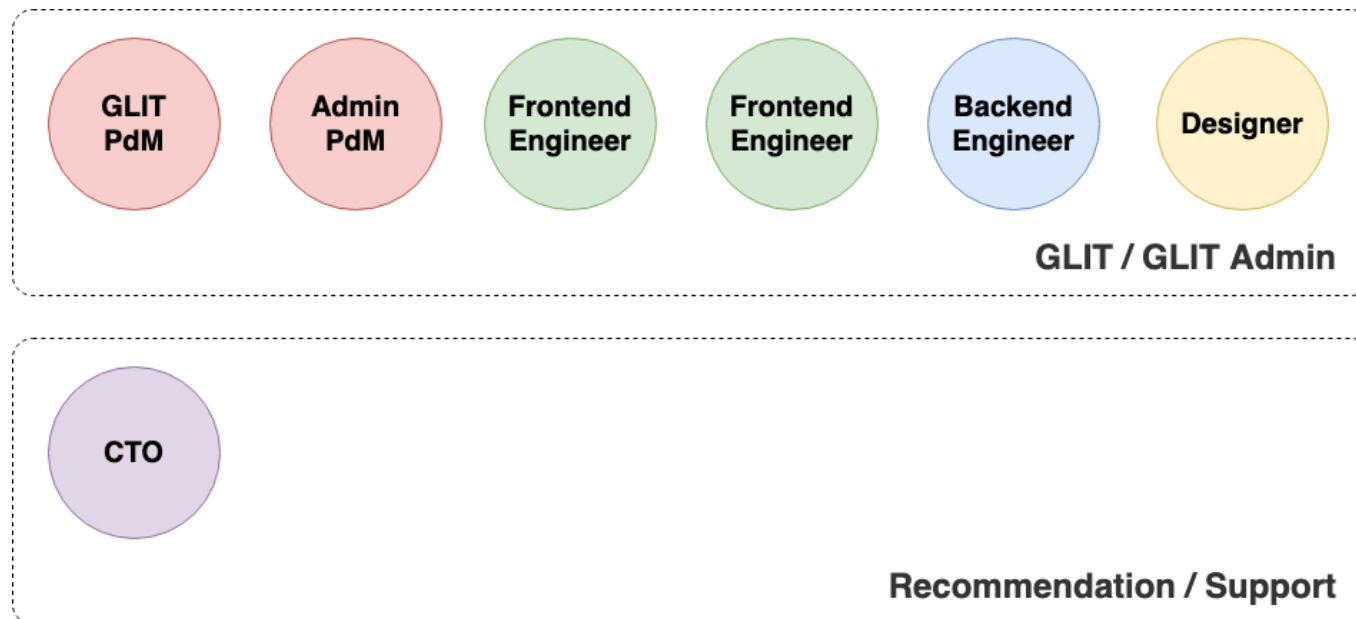 GLIT
PdM
Admin
PdM
Frontend
Engineer
Frontend
Engineer
Backend
Engineer
Designer
GLIT / GLIT Admin
CTO
Recommendation / Support